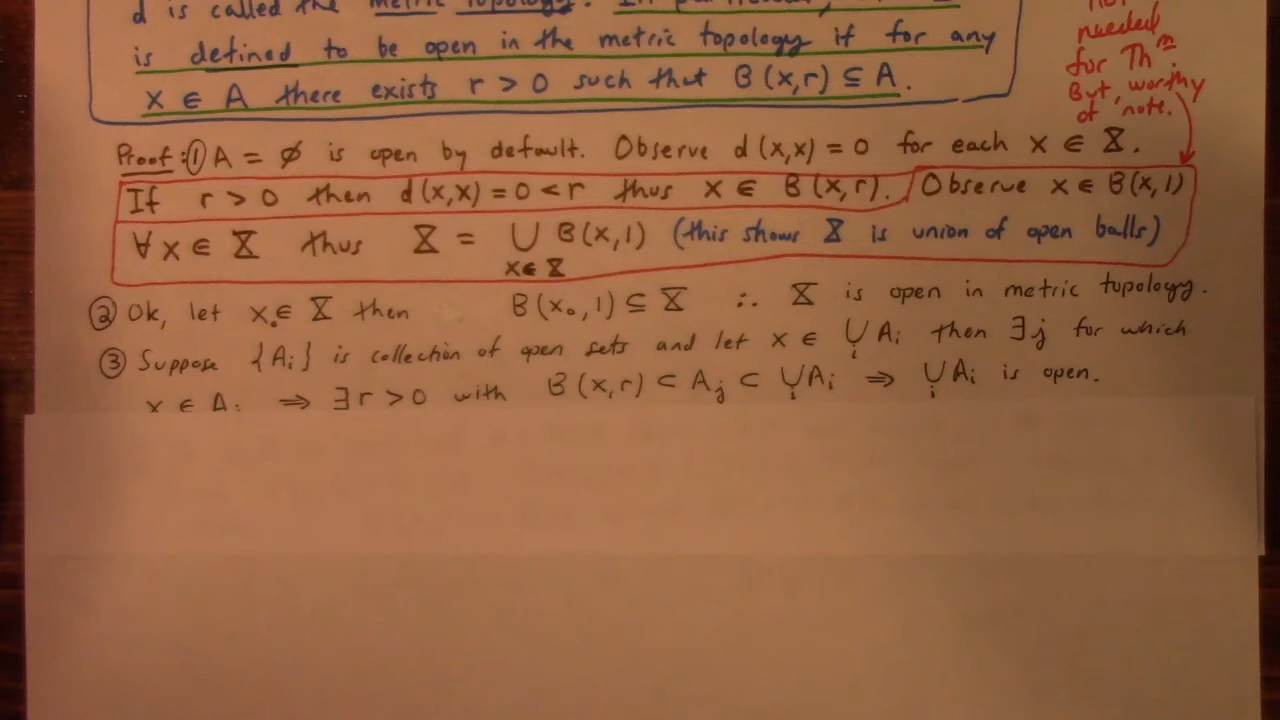 d is called the metric topology. In particular,
is defined to be open in the metric topology if for any
x ∈ A there exists r > 0 such that B(x,r) ⊆ A.
needed
for Thm.
But, worthy
of note.
Proof: ① A = ∅ is open by default. Observe d(x,x) = 0 for each x ∈ X.
If r > 0 then d(x,x) = 0 < r thus x ∈ B(x,r). Observe x ∈ B(x,1)
∀ x ∈ X thus X = ∪ B(x,1) (this shows X is union of open balls)
x ∈ X
② Ok, let x₀ ∈ X then B(x₀,1) ⊆ X ∴ X is open in metric topology.
③ Suppose {Aᵢ} is collection of open sets and let x ∈ ∪ᵢ Aᵢ then ∃j for which
x ∈ Aⱼ ⇒ ∃ r > 0 with B(x,r) ⊂ Aⱼ ⊂ ∪ᵢ Aᵢ ⇒ ∪ᵢ Aᵢ is open.